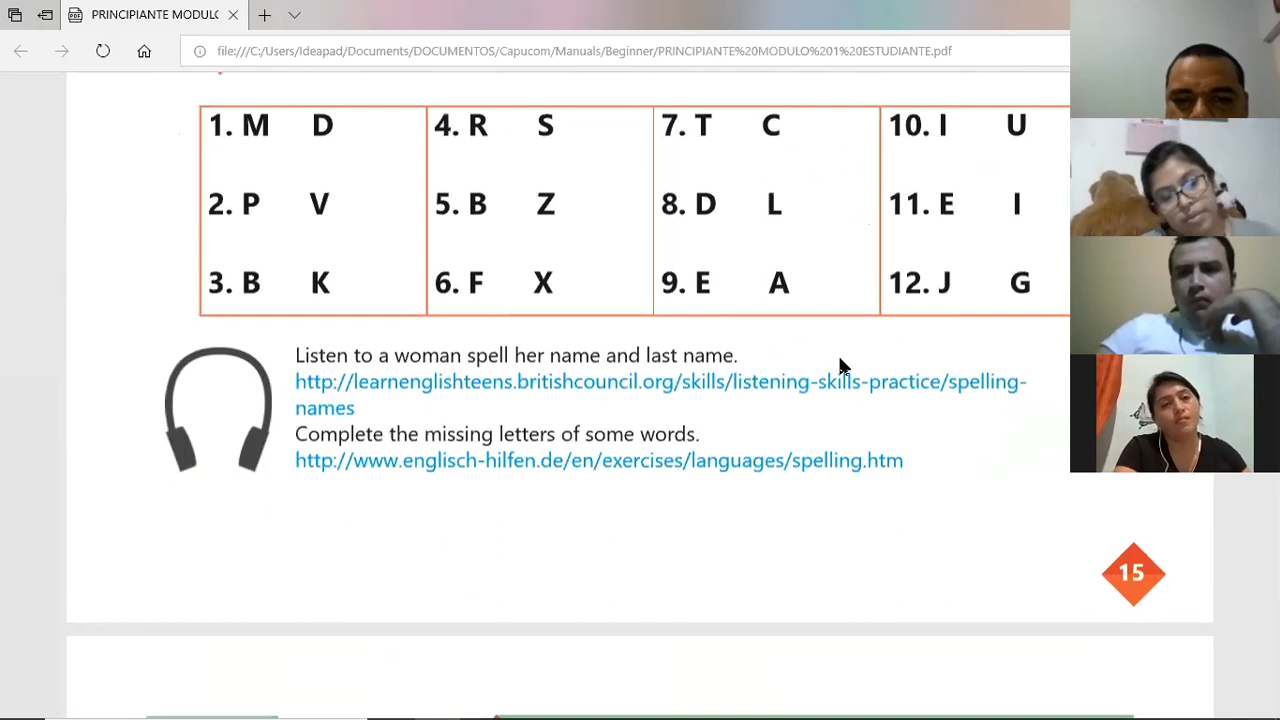 PRINCIPIANTE MODULO
file:///C:/Users/Ideapad/Documents/DOCUMENTOS/Capucom/Manuals/Beginner/PRINCIPIANTE%20MODULO%201%20ESTUDIANTE.pdf
1. M D 4. R S 7. T C 10. I U
2. P V 5. B Z 8. D L 11. E I
3. B K 6. F X 9. E A 12. J G
Listen to a woman spell her name and last name.
http://learnenglishteens.britishcouncil.org/skills/listening-skills-practice/spelling-
names
Complete the missing letters of some words.
http://www.englisch-hilfen.de/en/exercises/languages/spelling.htm
15